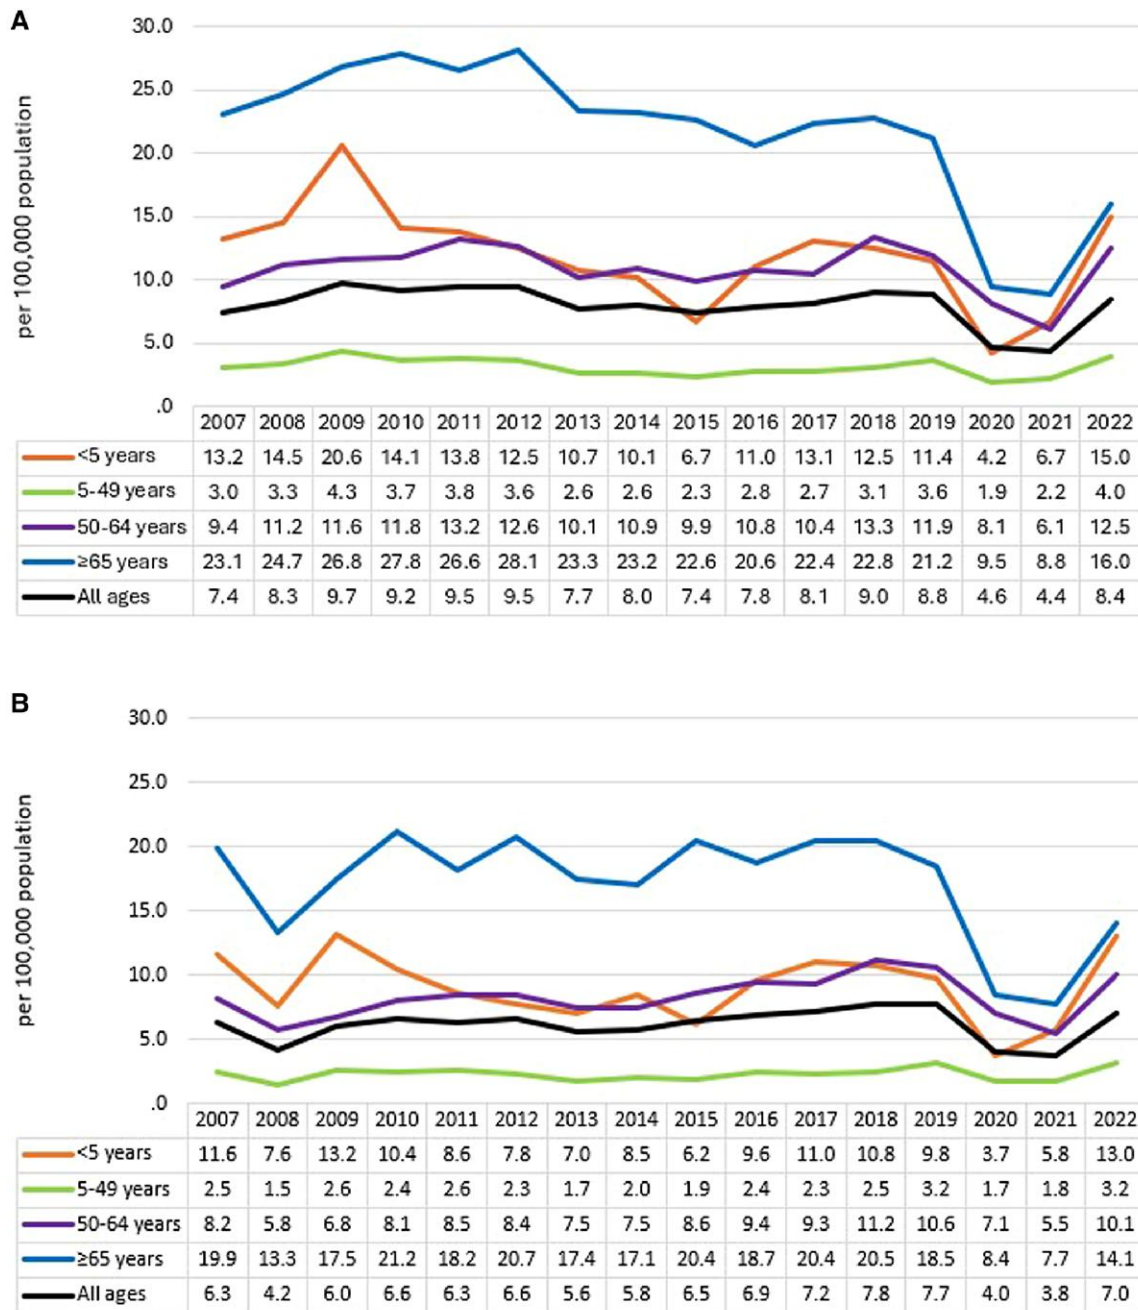 A
30.0
25.0
20.0
15.0
10.0
5.0
.0
per 100,000 population
2007 2008 2009 2010 2011 2012 2013 2014 2015 2016 2017 2018 2019 2020 2021 2022
<5 years 13.2 14.5 20.6 14.1 13.8 12.5 10.7 10.1 6.7 11.0 13.1 12.5 11.4 4.2 6.7 15.0
5-49 years 3.0 3.3 4.3 3.7 3.8 3.6 2.6 2.6 2.3 2.8 2.7 3.1 3.6 1.9 2.2 4.0
50-64 years 9.4 11.2 11.6 11.8 13.2 12.6 10.1 10.9 9.9 10.8 10.4 13.3 11.9 8.1 6.1 12.5
≥65 years 23.1 24.7 26.8 27.8 26.6 28.1 23.3 23.2 22.6 20.6 22.4 22.8 21.2 9.5 8.8 16.0
All ages 7.4 8.3 9.7 9.2 9.5 9.5 7.7 8.0 7.4 7.8 8.1 9.0 8.8 4.6 4.4 8.4
B
30.0
25.0
20.0
15.0
10.0
5.0
.0
per 100,000 population
2007 2008 2009 2010 2011 2012 2013 2014 2015 2016 2017 2018 2019 2020 2021 2022
<5 years 11.6 7.6 13.2 10.4 8.6 7.8 7.0 8.5 6.2 9.6 11.0 10.8 9.8 3.7 5.8 13.0
5-49 years 2.5 1.5 2.6 2.4 2.6 2.3 1.7 2.0 1.9 2.4 2.3 2.5 3.2 1.7 1.8 3.2
50-64 years 8.2 5.8 6.8 8.1 8.5 8.4 7.5 7.5 8.6 9.4 9.3 11.2 10.6 7.1 5.5 10.1
≥65 years 19.9 13.3 17.5 21.2 18.2 20.7 17.4 17.1 20.4 18.7 20.4 20.5 18.5 8.4 7.7 14.1
All ages 6.3 4.2 6.0 6.6 6.3 6.6 5.6 5.8 6.5 6.9 7.2 7.8 7.7 4.0 3.8 7.0